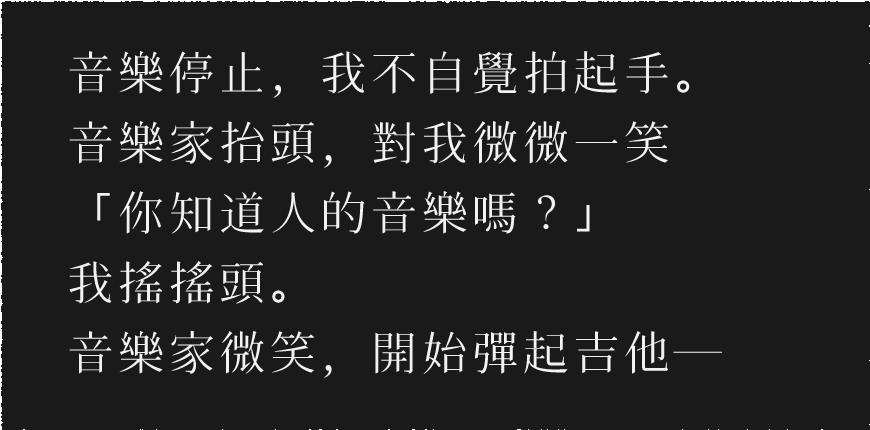 音樂停止，我不自覺拍起手。
音樂家抬頭，對我微微一笑
「你知道人的音樂嗎？」
我搖搖頭。
音樂家微笑，開始彈起吉他—